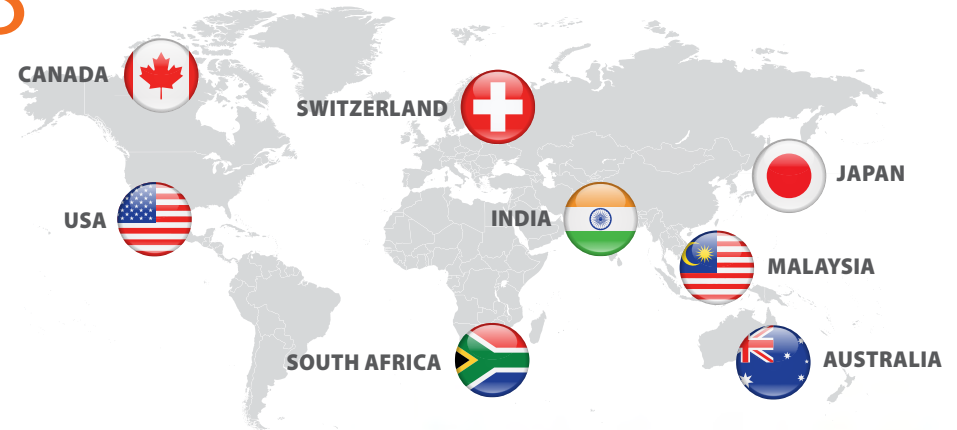 CANADA
SWITZERLAND
JAPAN
USA
INDIA
MALAYSIA
SOUTH AFRICA
AUSTRALIA